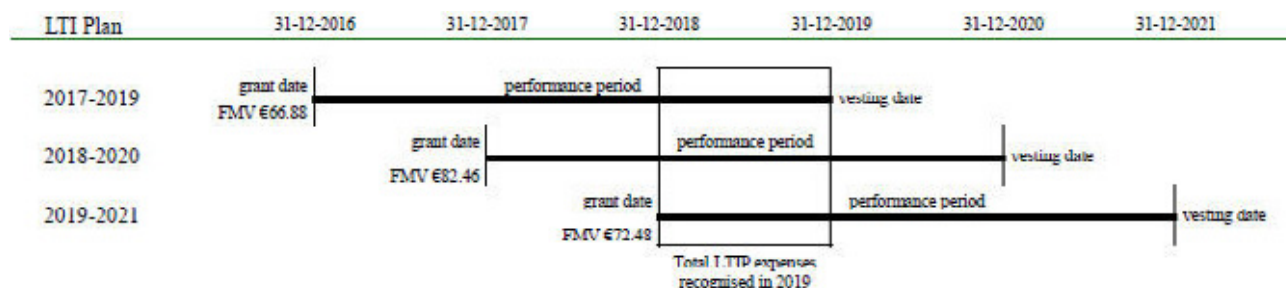 LTI Plan 31-12-2016 31-12-2017 31-12-2018 31-12-2019 31-12-2020 31-12-2021
grant date performance period
2017-2019 vesting date
FMV €66.88
grant date performance period
2018-2020 vesting date
FMV €82.46
grant date performance period
2019-2021 vesting date
FMV €72.48
Total LTIP expenses
recognised in 2019